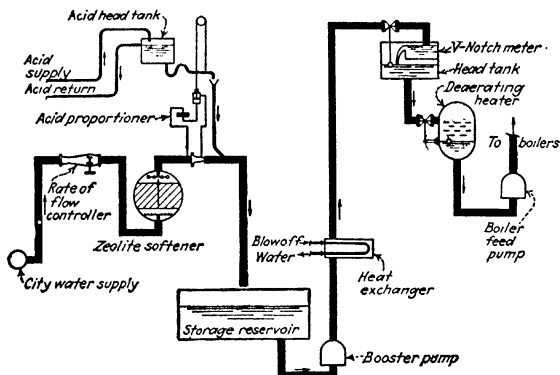 Acid head tank
Acid
supply
Acid return
Acid proportioner
Rate of
flow
controller
Zeolite softener
City water supply
Storage reservoir
Blowoff
Water
Heat
exchanger
Booster pump
V-Notch meter
Head tank
Deaerating
heater
To boilers
Boiler
feed
pump